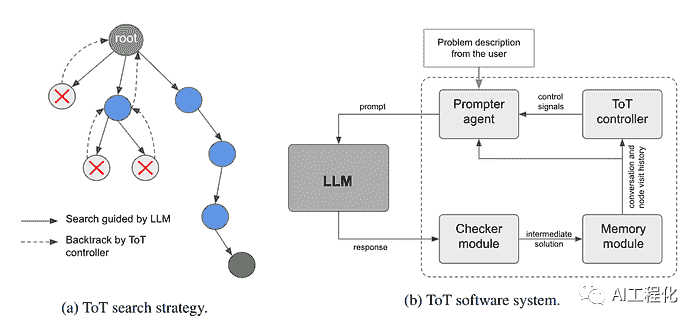 root
Search guided by LLM
Backtrack by ToT
controller
(a) ToT search strategy.
Problem description
from the user
prompt
Prompter
agent
control
signals
ToT
controller
LLM
conversation and
node visit history
response
Checker
module
intermediate
solution
Memory
module
(b) ToT software system.
AI工程化